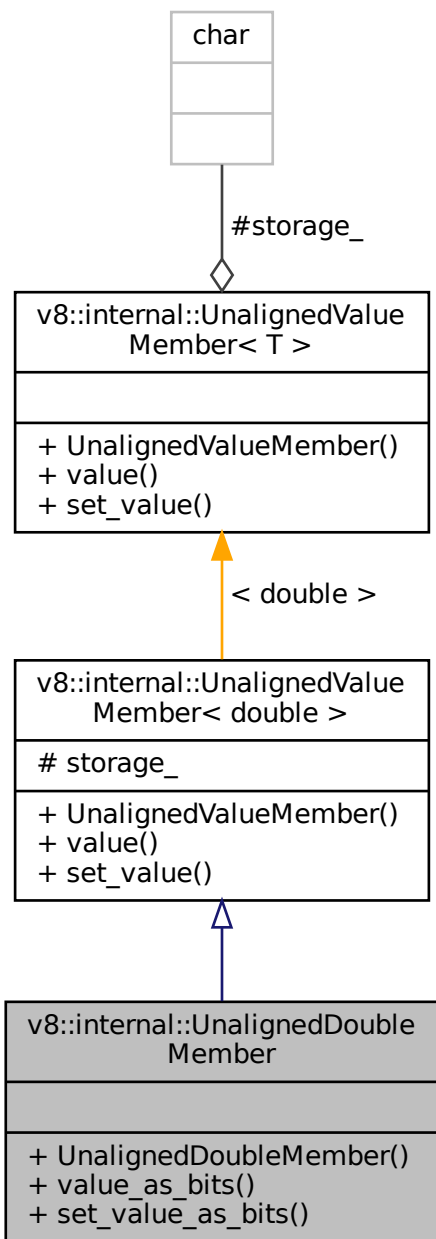 char
#storage_
v8::internal::UnalignedValue
Member< T >
+ UnalignedValueMember()
+ value()
+ set_value()
< double >
v8::internal::UnalignedValue
Member< double >
# storage_
+ UnalignedValueMember()
+ value()
+ set_value()
v8::internal::UnalignedDouble
Member
+ UnalignedDoubleMember()
+ value_as_bits()
+ set_value_as_bits()